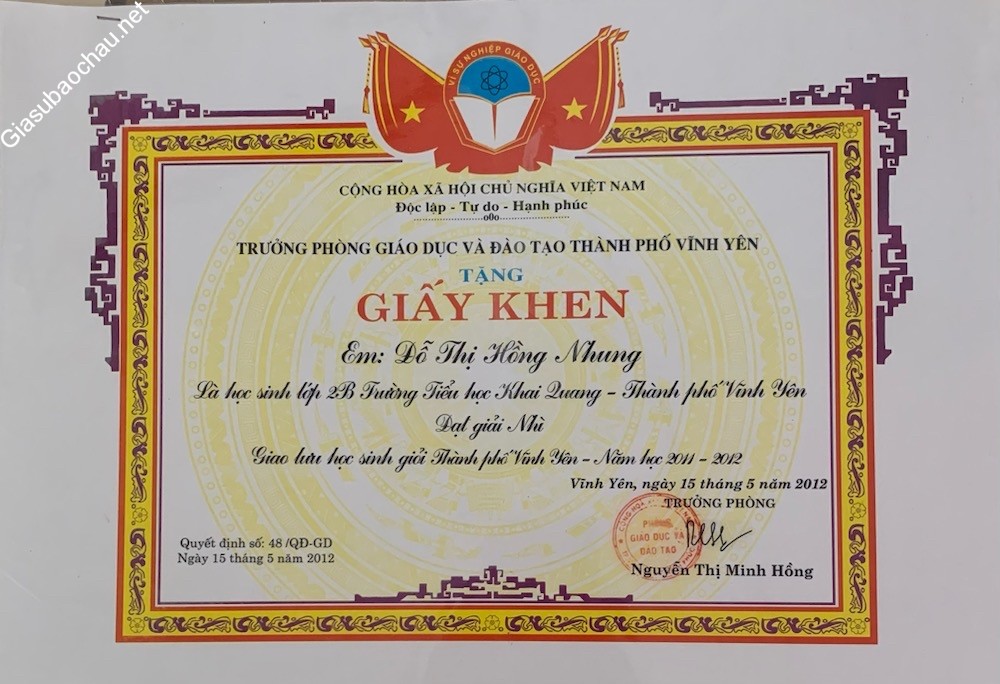 Giasubaochau.net
VÌ SỰ NGHIỆP GIÁO DỤC
CỘNG HÒA XÃ HỘI CHỦ NGHĨA VIỆT NAM
Độc lập - Tự do - Hạnh phúc
o0o
TRƯỞNG PHÒNG GIÁO DỤC VÀ ĐÀO TẠO THÀNH PHỐ VĨNH YÊN
TẶNG
GIẤY KHEN
Em: Đỗ Thị Hồng Nhung
Là học sinh lớp 2B Trường Tiểu học Khai Quang - Thành phố Vĩnh Yên
Đạt giải Nhì
Giao lưu học sinh giỏi Thành phố Vĩnh Yên - Năm học 2011 - 2012
Vĩnh Yên, ngày 15 tháng 5 năm 2012
TRƯỞNG PHÒNG
PHÒNG
GIÁO DỤC VÀ
ĐÀO TẠO
Quyết định số: 48 /QĐ-GD
Ngày 15 tháng 5 năm 2012
Nguyễn Thị Minh Hồng